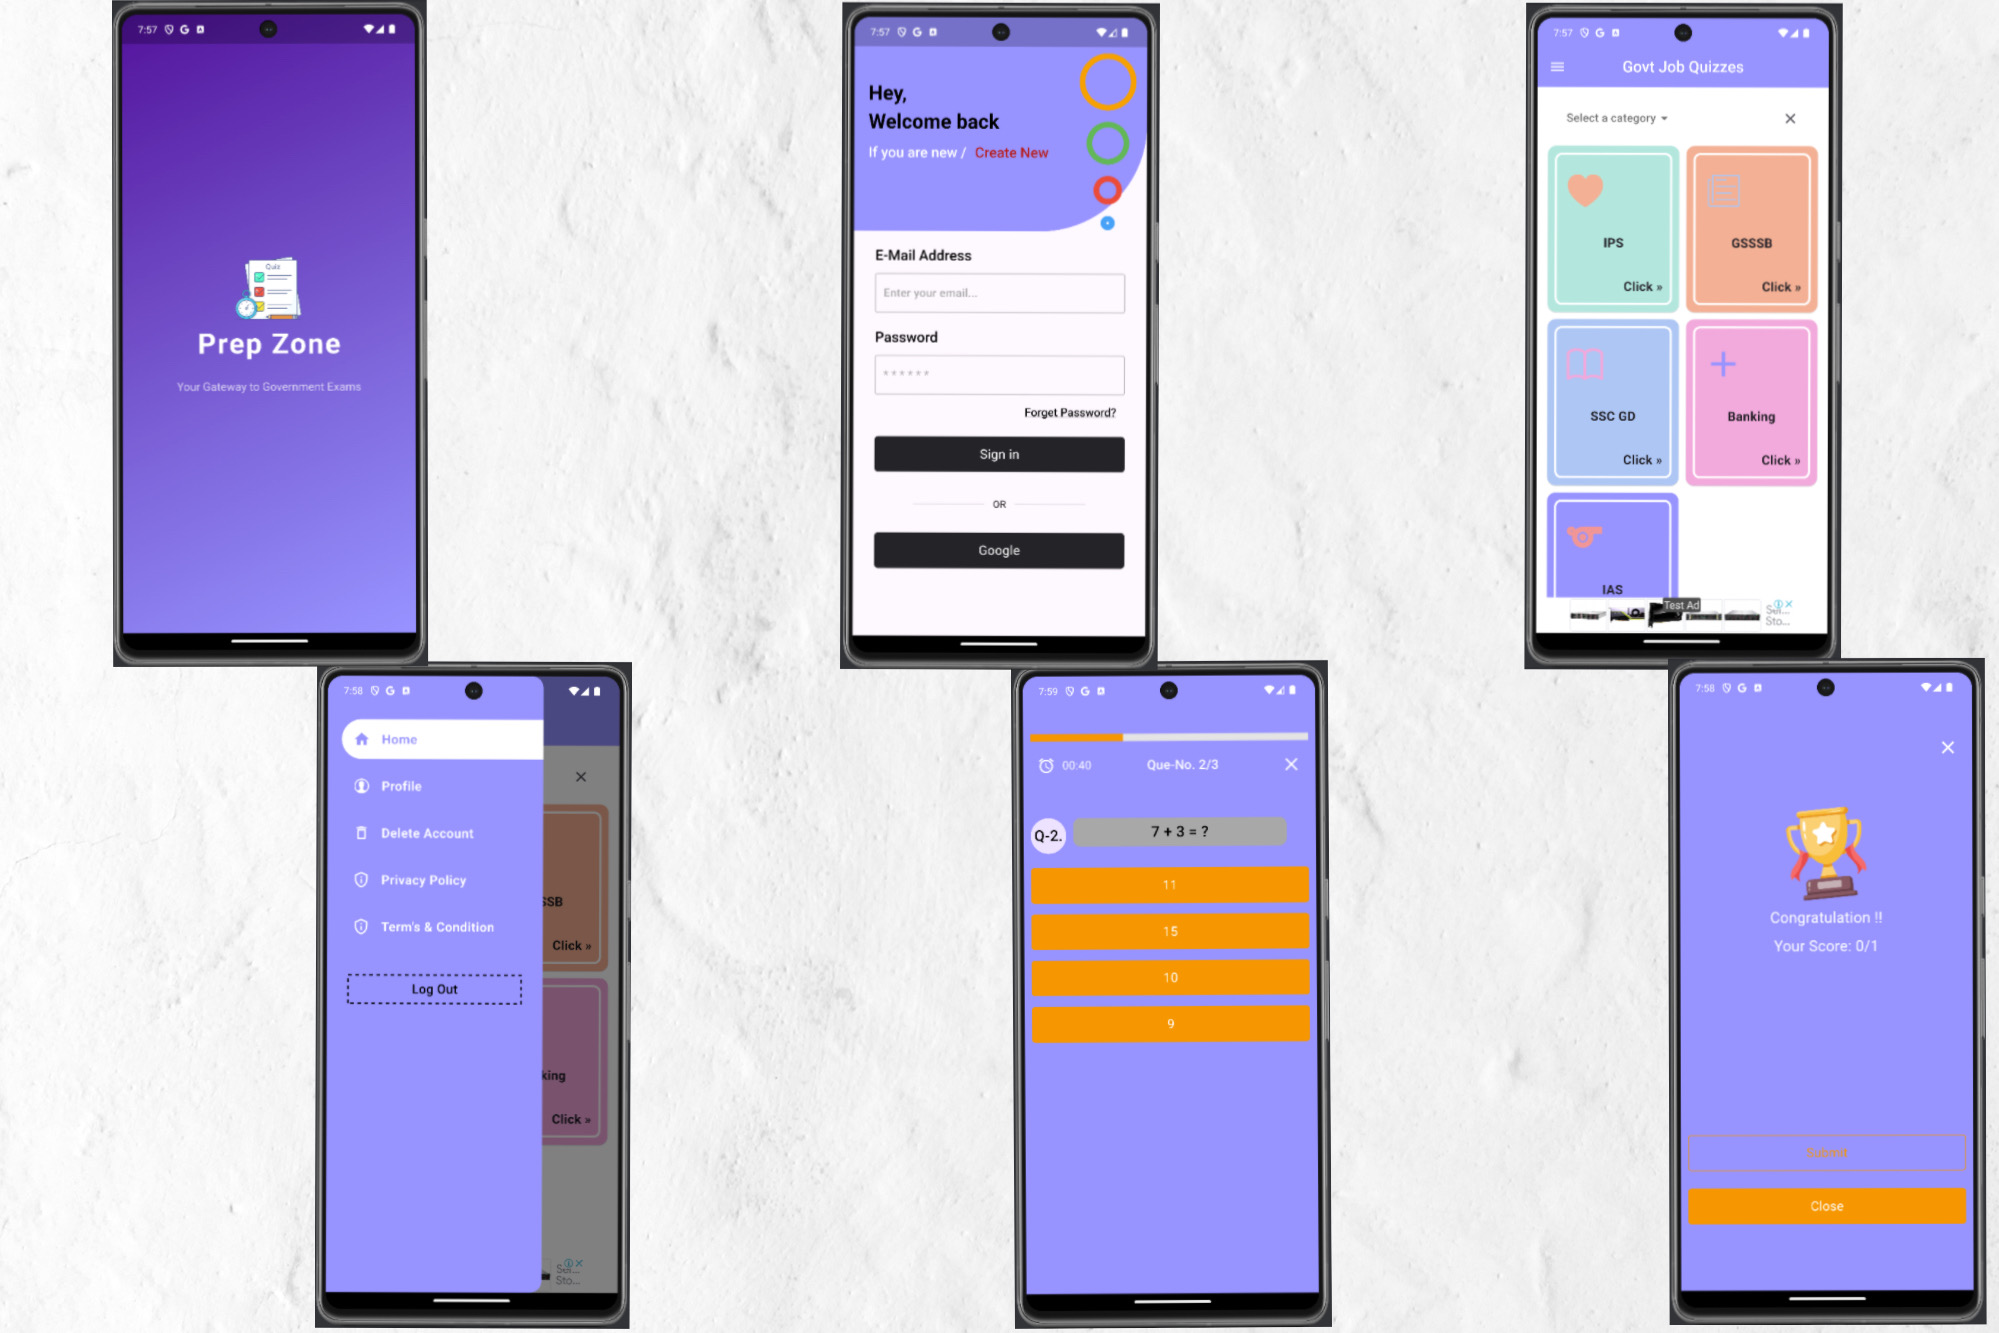 7:57
Quiz
Prep Zone
Your Gateway to Government Exams
7:57
Hey,
Welcome back
If you are new / Create New
E-Mail Address
Enter your email...
Password
******
Forget Password?
Sign in
OR
Google
7:57
Govt Job Quizzes
Select a category
IPS
Click »
GSSSB
Click »
SSC GD
Click »
Banking
Click »
IAS
Test Ad
Sel...
Sto...
7:58
Home
Profile
Delete Account
Privacy Policy
Term's & Condition
Log Out
SSB
Click »
king
Click »
Sel...
Sto...
7:59
00:40
Que-No. 2/3
Q-2.
7 + 3 = ?
11
15
10
9
7:58
Congratulation !!
Your Score: 0/1
Submit
Close